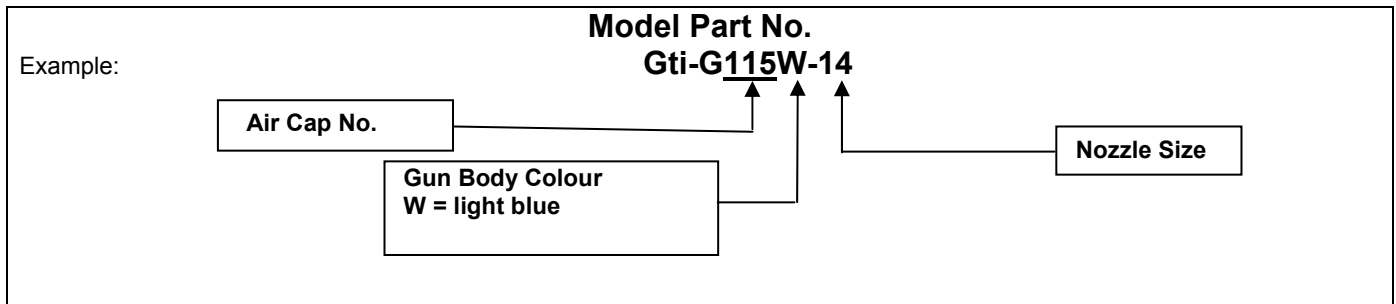 Model Part No.
Example:
Gti-G115W-14
Air Cap No.
Nozzle Size
Gun Body Colour
W = light blue